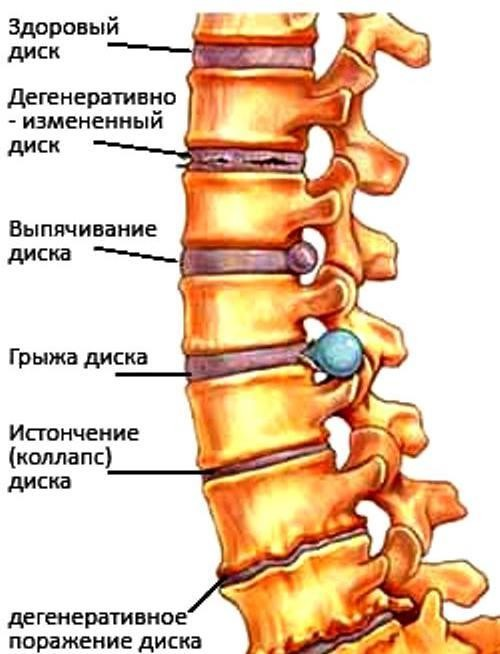 Здоровый
диск
Дегенеративно
- измененный
диск
Выпячивание
диска
Грыжа диска
Истончение
(коллапс)
диска
дегенеративное
поражение диска